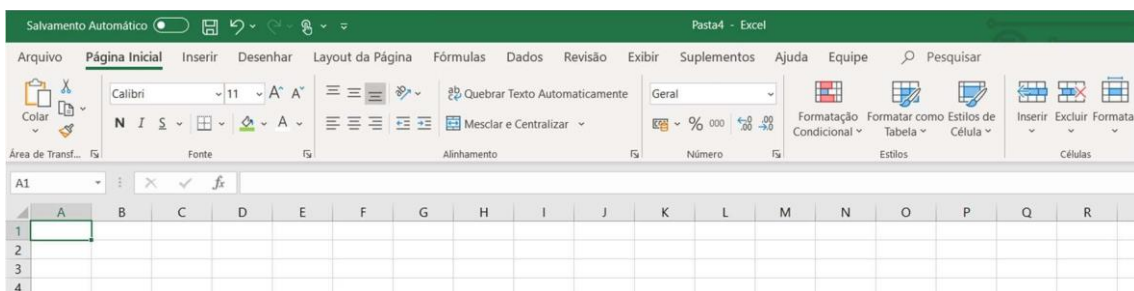 Salvamento Automático
Pasta4 - Excel
Arquivo Página Inicial Inserir Desenhar Layout da Página Fórmulas Dados Revisão Exibir Suplementos Ajuda Equipe Pesquisar
Colar
Calibri 11 A^ A˅
N I S A
Quebrar Texto Automaticamente
Mesclar e Centralizar
Geral
% 000
Formatação Condicional
Formatar como Tabela
Estilos de Célula
Inserir Excluir Formata
Área de Transf... Fonte Alinhamento Número Estilos Células
A1 fx
A B C D E F G H I J K L M N O P Q R
1
2
3
4